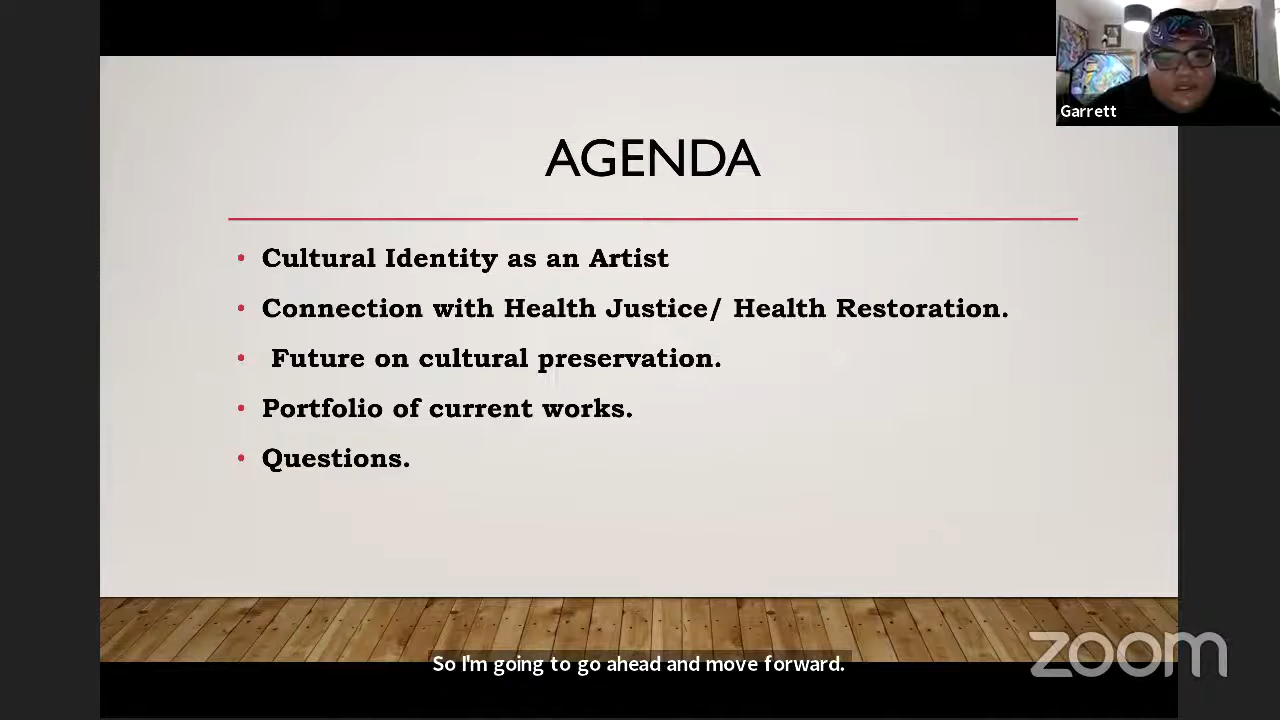 Garrett
AGENDA
• Cultural Identity as an Artist
• Connection with Health Justice/ Health Restoration.
• Future on cultural preservation.
• Portfolio of current works.
• Questions.
So I'm going to go ahead and move forward.
zoom